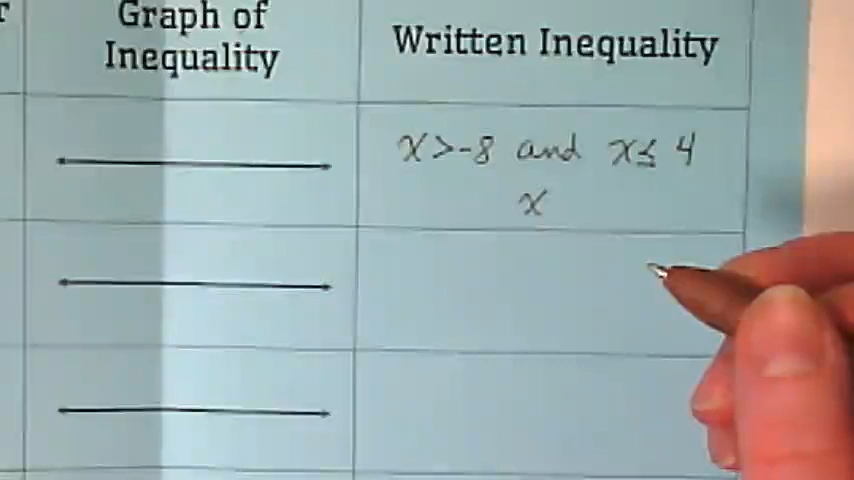 Graph of
Inequality
Written Inequality
x > -8 and x ≤ 4
x